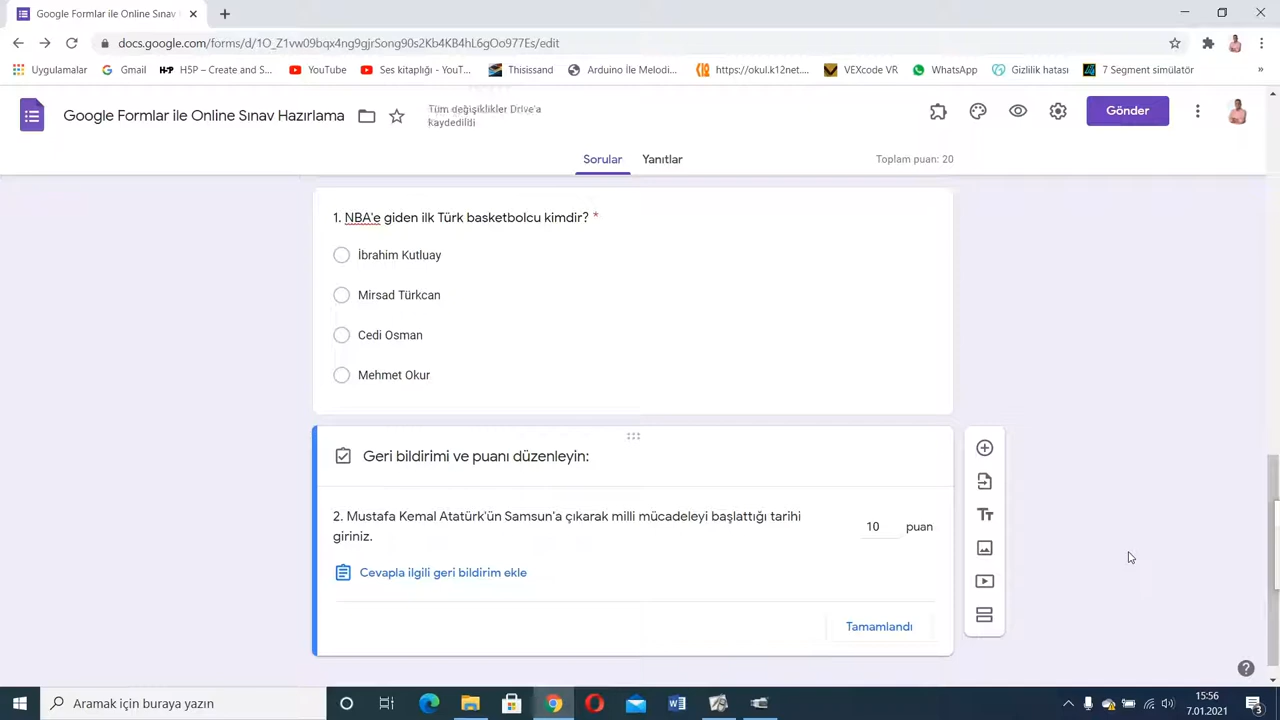 Google Formlar ile Online Sınav
docs.google.com/forms/d/1O_Z1vw09bqx4ng9gjrSong90s2Kb4KB4hL6gOo977Es/edit
Uygulamalar Gmail H5P – Create and S... YouTube Ses kitaplığı - YouT... Thisissand Arduino İle Melodi... https://okul.k12net.... VEXcode VR WhatsApp Gizlilik hatası 7 Segment simülatör »
Google Formlar ile Online Sınav Hazırlama
Tüm değişiklikler Drive'a
kaydedildi
Gönder
Sorular Yanıtlar Toplam puan: 20
1. NBA'e giden ilk Türk basketbolcu kimdir? *
İbrahim Kutluay
Mirsad Türkcan
Cedi Osman
Mehmet Okur
Geri bildirimi ve puanı düzenleyin:
2. Mustafa Kemal Atatürk'ün Samsun'a çıkarak milli mücadeleyi başlattığı tarihi
giriniz.
10 puan
Cevapla ilgili geri bildirim ekle
Tamamlandı
Aramak için buraya yazın
15:56
7.01.2021
3